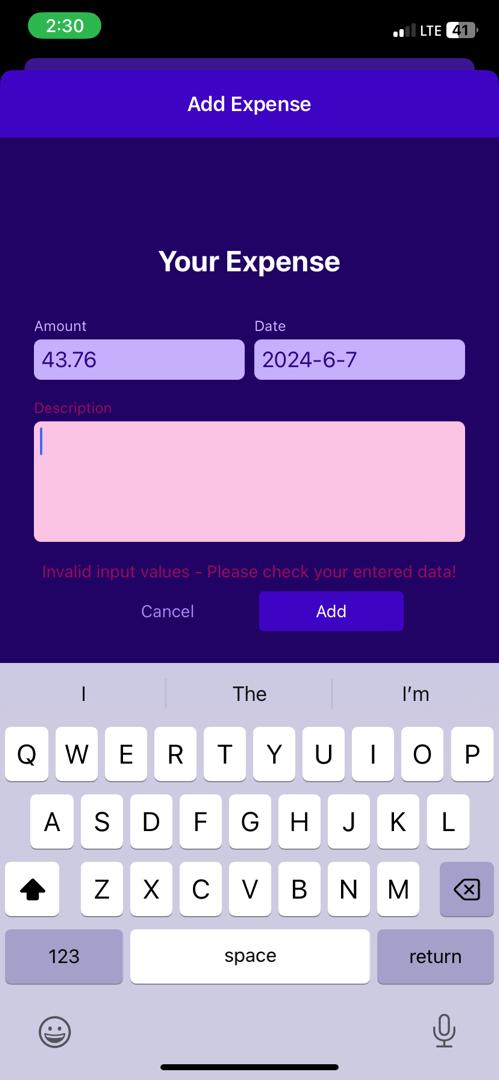 2:30
LTE 41
Add Expense
Your Expense
Amount
Date
43.76
2024-6-7
Description
Invalid input values - Please check your entered data!
Cancel
Add
I The I'm
Q W E R T Y U I O P
A S D F G H J K L
Z X C V B N M
123 space return